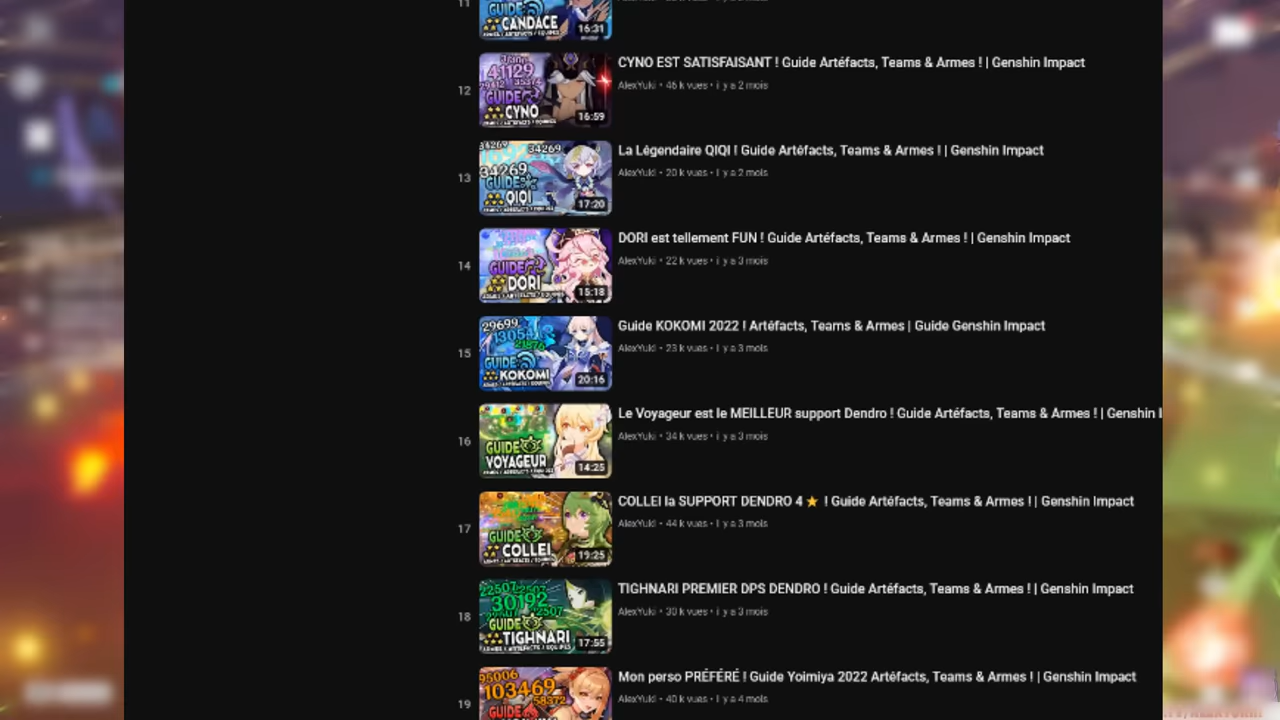 11
GUIDE
CANDACE
16:31
12
41129
GUIDE
CYNO
16:59
CYNO EST SATISFAISANT ! Guide Artéfacts, Teams & Armes ! | Genshin Impact
AlexYuki • 46 k vues • il y a 2 mois
13
34269
34269
34269
GUIDE
QIQI
17:20
La Légendaire QIQI ! Guide Artéfacts, Teams & Armes ! | Genshin Impact
AlexYuki • 20 k vues • il y a 2 mois
14
GUIDE
DORI
15:18
DORI est tellement FUN ! Guide Artéfacts, Teams & Armes ! | Genshin Impact
AlexYuki • 22 k vues • il y a 3 mois
15
29699
21876
GUIDE
KOKOMI
20:16
Guide KOKOMI 2022 ! Artéfacts, Teams & Armes | Guide Genshin Impact
AlexYuki • 23 k vues • il y a 3 mois
16
GUIDE
VOYAGEUR
14:25
Le Voyageur est le MEILLEUR support Dendro ! Guide Artéfacts, Teams & Armes ! | Genshin I
AlexYuki • 34 k vues • il y a 3 mois
17
GUIDE
COLLEI
19:25
COLLEI la SUPPORT DENDRO 4 ⭐ ! Guide Artéfacts, Teams & Armes ! | Genshin Impact
AlexYuki • 44 k vues • il y a 3 mois
18
22507
30192
GUIDE
TIGHNARI
17:55
TIGHNARI PREMIER DPS DENDRO ! Guide Artéfacts, Teams & Armes ! | Genshin Impact
AlexYuki • 30 k vues • il y a 3 mois
19
95006
103469
58372
GUIDE
Mon perso PRÉFÉRÉ ! Guide Yoimiya 2022 Artéfacts, Teams & Armes ! | Genshin Impact
AlexYuki • 40 k vues • il y a 4 mois